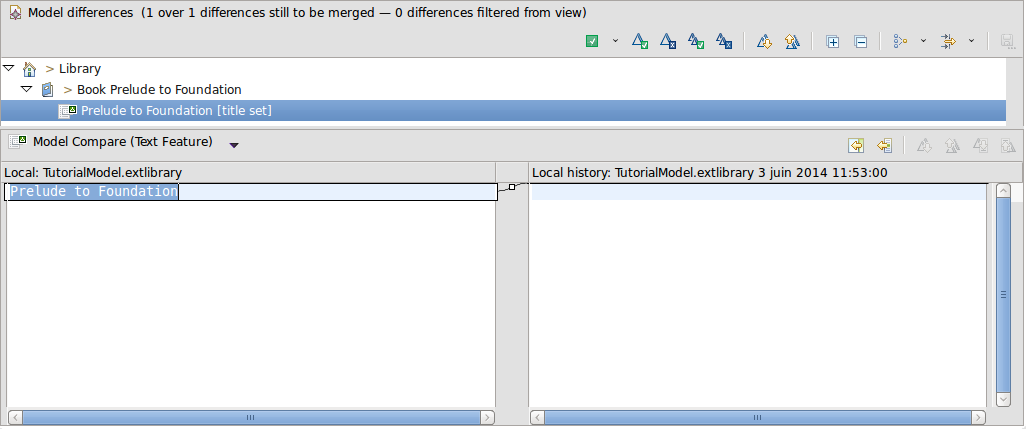 Model differences (1 over 1 differences still to be merged — 0 differences filtered from view)
> Library
> Book Prelude to Foundation
Prelude to Foundation [title set]
Model Compare (Text Feature)
Local: TutorialModel.extlibrary
Local history: TutorialModel.extlibrary 3 juin 2014 11:53:00
Prelude to Foundation